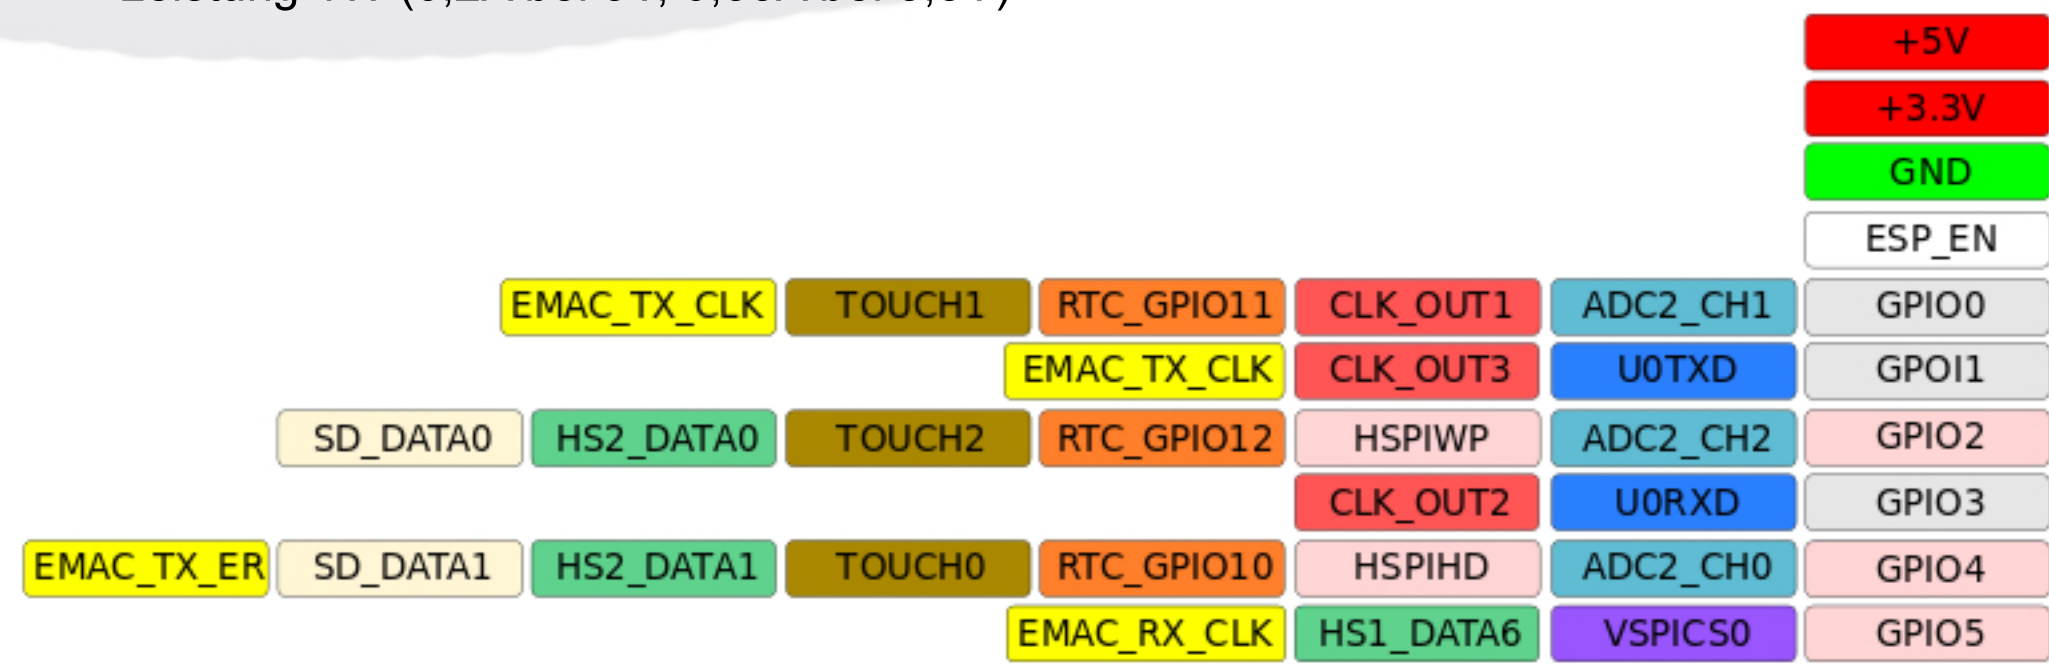 +5V
+3.3V
GND
ESP_EN
EMAC_TX_CLK TOUCH1 RTC_GPIO11 CLK_OUT1 ADC2_CH1 GPIO0
EMAC_TX_CLK CLK_OUT3 U0TXD GPOI1
SD_DATA0 HS2_DATA0 TOUCH2 RTC_GPIO12 HSPIWP ADC2_CH2 GPIO2
CLK_OUT2 U0RXD GPIO3
EMAC_TX_ER SD_DATA1 HS2_DATA1 TOUCH0 RTC_GPIO10 HSPIHD ADC2_CH0 GPIO4
EMAC_RX_CLK HS1_DATA6 VSPICS0 GPIO5